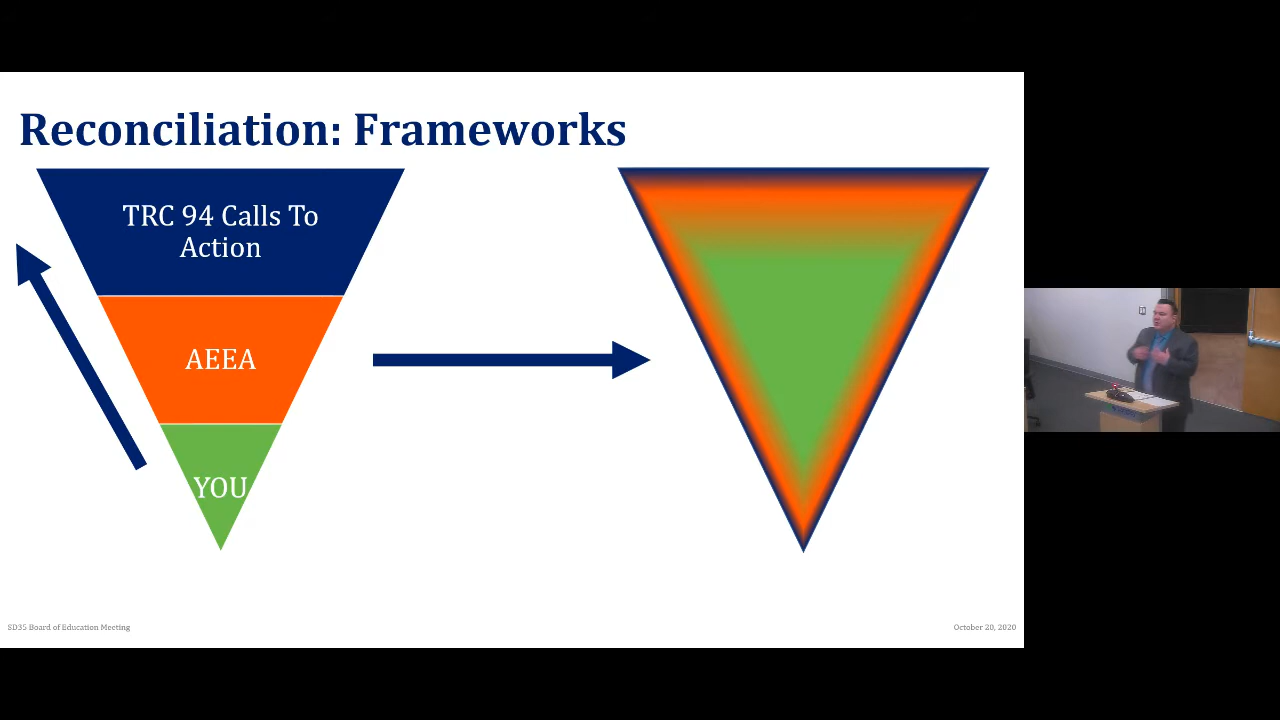 Reconciliation: Frameworks
TRC 94 Calls To
Action
AEEA
YOU
SD35 Board of Education Meeting
October 20, 2020